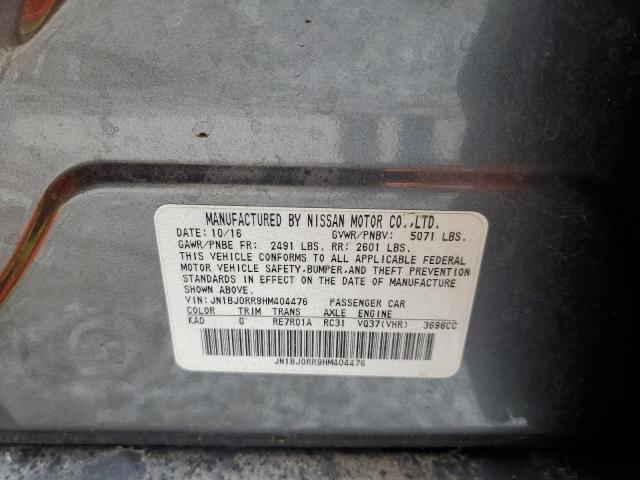 MANUFACTURED BY NISSAN MOTOR CO.,LTD.
DATE: 10/16 GVWR/PNBV: 5071 LBS.
GAWR/PNBE FR: 2491 LBS. RR: 2601 LBS.
THIS VEHICLE CONFORMS TO ALL APPLICABLE FEDERAL
MOTOR VEHICLE SAFETY,BUMPER,AND THEFT PREVENTION
STANDARDS IN EFFECT ON THE DATE OF MANUFACTURE
SHOWN ABOVE.
VIN: JN1BJ0RR9HM404476 PASSENGER CAR
COLOR TRIM TRANS AXLE ENGINE
KAD G RE7R01A RC31 VQ37(VHR) 3696CC
JN1BJ0RR9HM404476